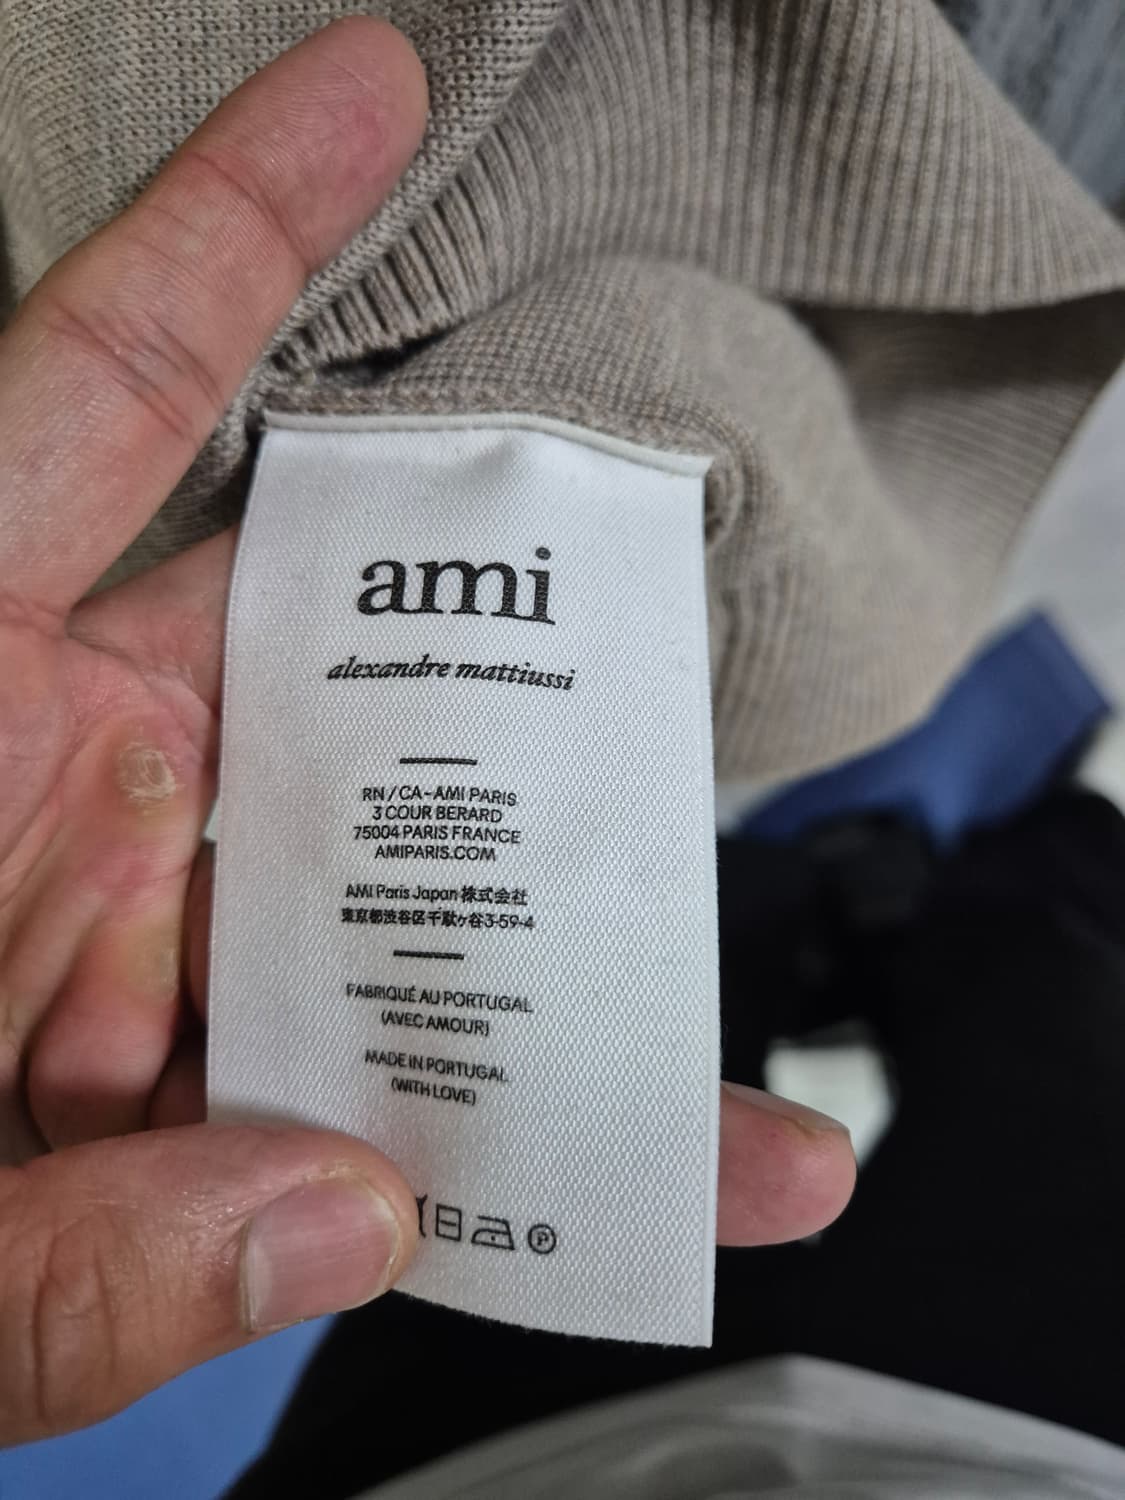 ami
alexandre mattiussi
RN / CA-AMI PARIS
3 COUR BERARD
75004 PARIS FRANCE
AMIPARIS.COM
AMI Paris Japan 株式会社
東京都渋谷区千駄ヶ谷3-59-4
FABRIQUÉ AU PORTUGAL
(AVEC AMOUR)
MADE IN PORTUGAL
(WITH LOVE)
P